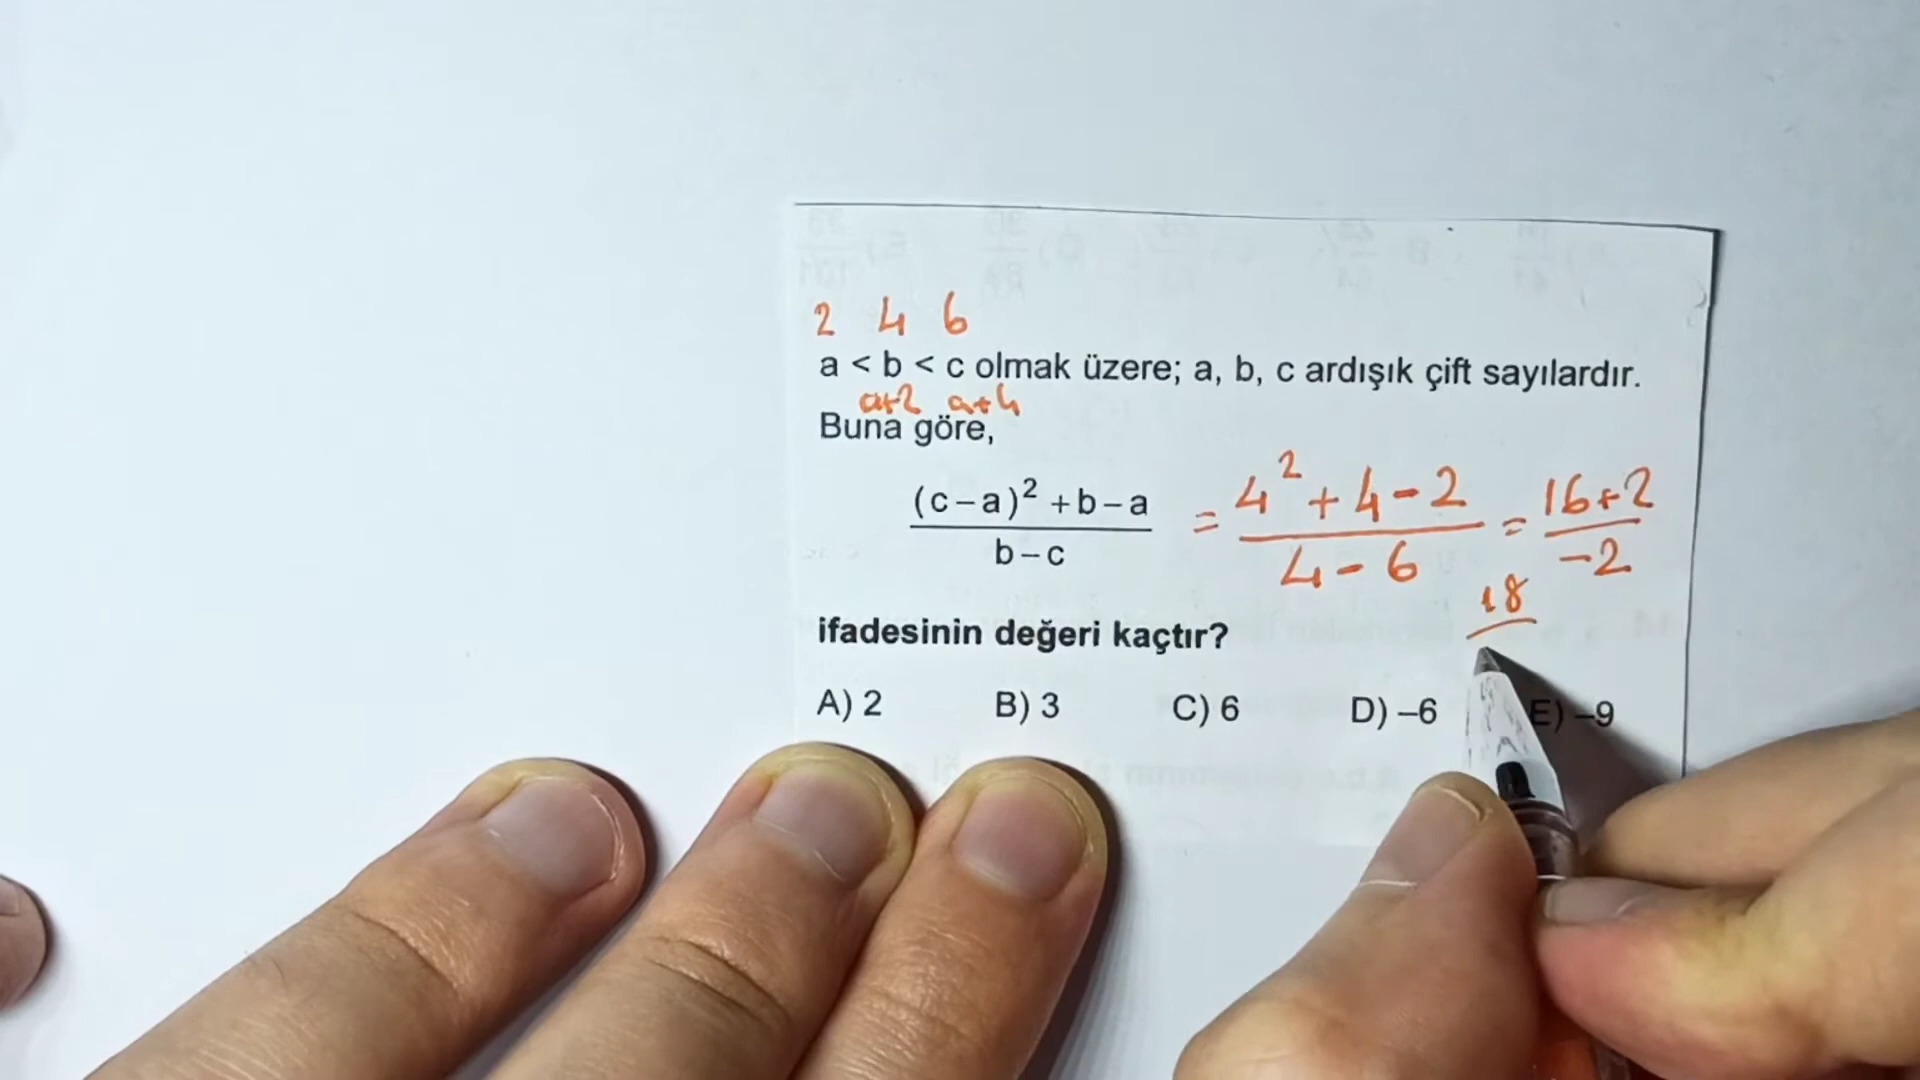 2 4 6
a < b < c olmak üzere; a, b, c ardışık çift sayılardır.
a+2 a+4
Buna göre,
(c – a)² + b – a / b – c = 4² + 4 - 2 / 4 - 6 = 16+2 / -2
18
ifadesinin değeri kaçtır?
A) 2 B) 3 C) 6 D) –6 E) –9